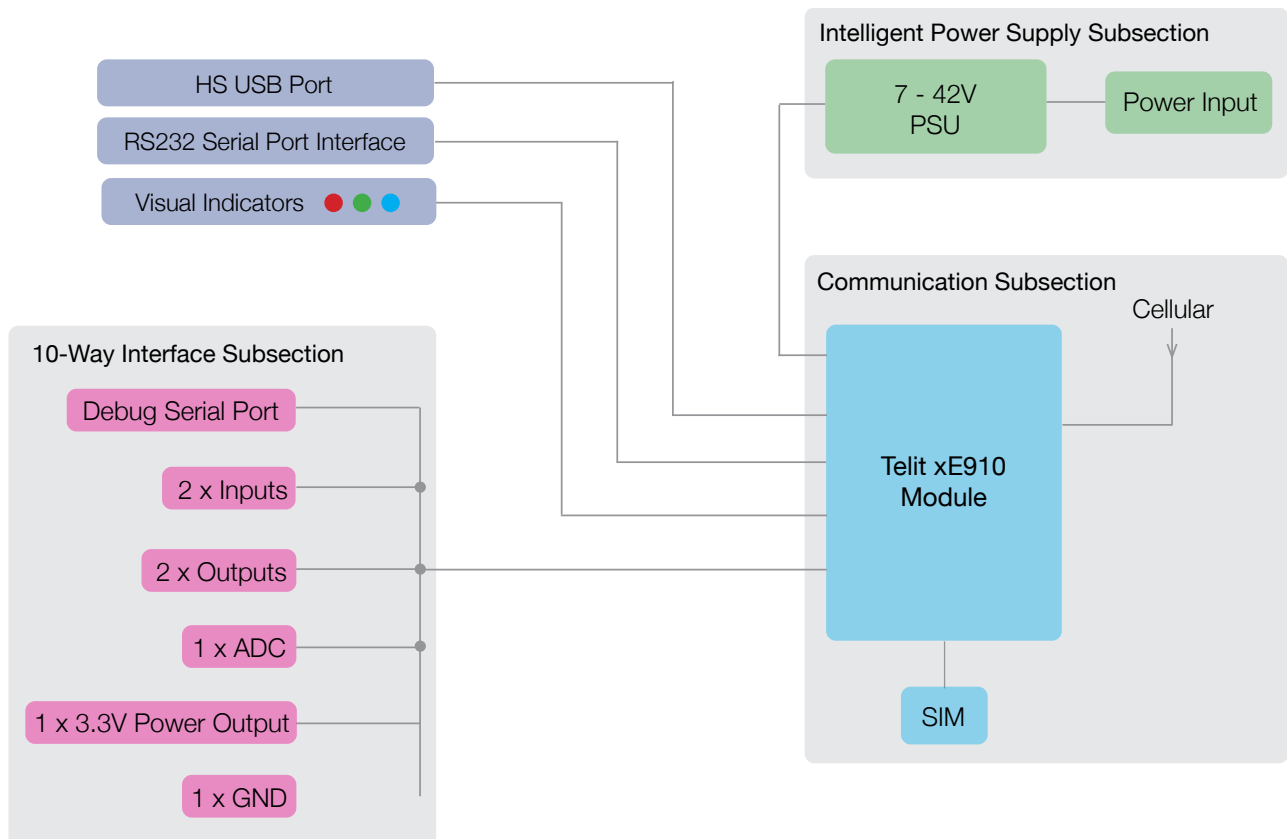 Intelligent Power Supply Subsection
HS USB Port
7 - 42V
PSU
Power Input
RS232 Serial Port Interface
Visual Indicators
Communication Subsection
Cellular
10-Way Interface Subsection
Debug Serial Port
2 x Inputs
Telit xE910
Module
2 x Outputs
1 x ADC
1 x 3.3V Power Output
SIM
1 x GND